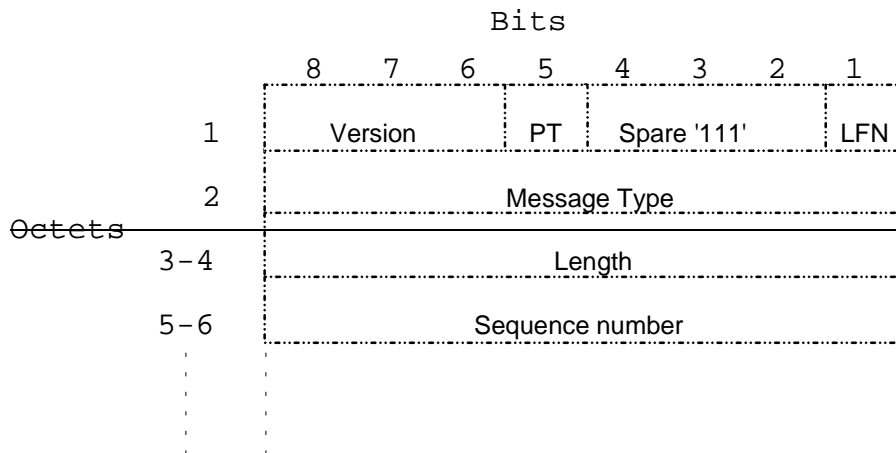 Bits
8 7 6 5 4 3 2 1
1 Version PT Spare '111' LFN
2 Message Type
Octets
3-4 Length
5-6 Sequence number